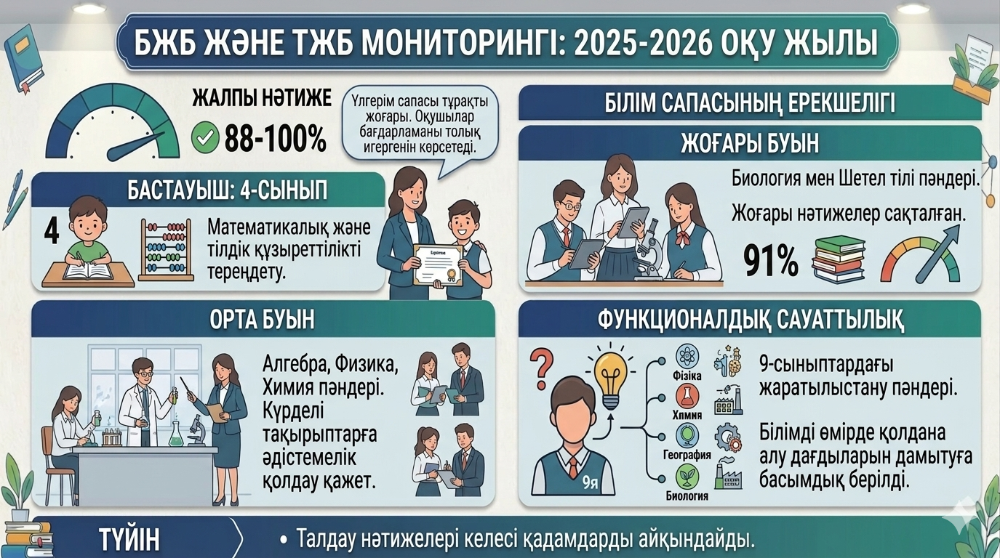 БЖБ ЖӘНЕ ТЖБ МОНИТОРИНГІ: 2025-2026 ОҚУ ЖЫЛЫ
ЖАЛПЫ НӘТИЖЕ
88-100%
Үлгерім сапасы тұрақты
жоғары. Оқушылар
бағдарламаны толық
игергенін көрсетеді.
БАСТАУЫШ: 4-СЫНЫП
4
Математикалық және
тілдік құзыреттілікті
тереңдету.
ОРТА БУЫН
Алгебра, Физика,
Химия пәндері.
Күрделі
тақырыптарға
әдістемелік
қолдау қажет.
БІЛІМ САПАСЫНЫҢ ЕРЕКШЕЛІГІ
ЖОҒАРЫ БУЫН
Биология мен Шетел тілі пәндері.
Жоғары нәтижелер сақталған.
91%
ФУНКЦИОНАЛДЫҚ САУАТТЫЛЫҚ
?
9я
Фізіка
Хпмия
География
Биология
9-сыныптардағы
жаратылыстану пәндері.
Білімді өмірде қолдана
алу дағдыларын дамытуға
басымдық берілді.
ТҮЙІН
• Талдау нәтижелері келесі қадамдарды айқындайды.